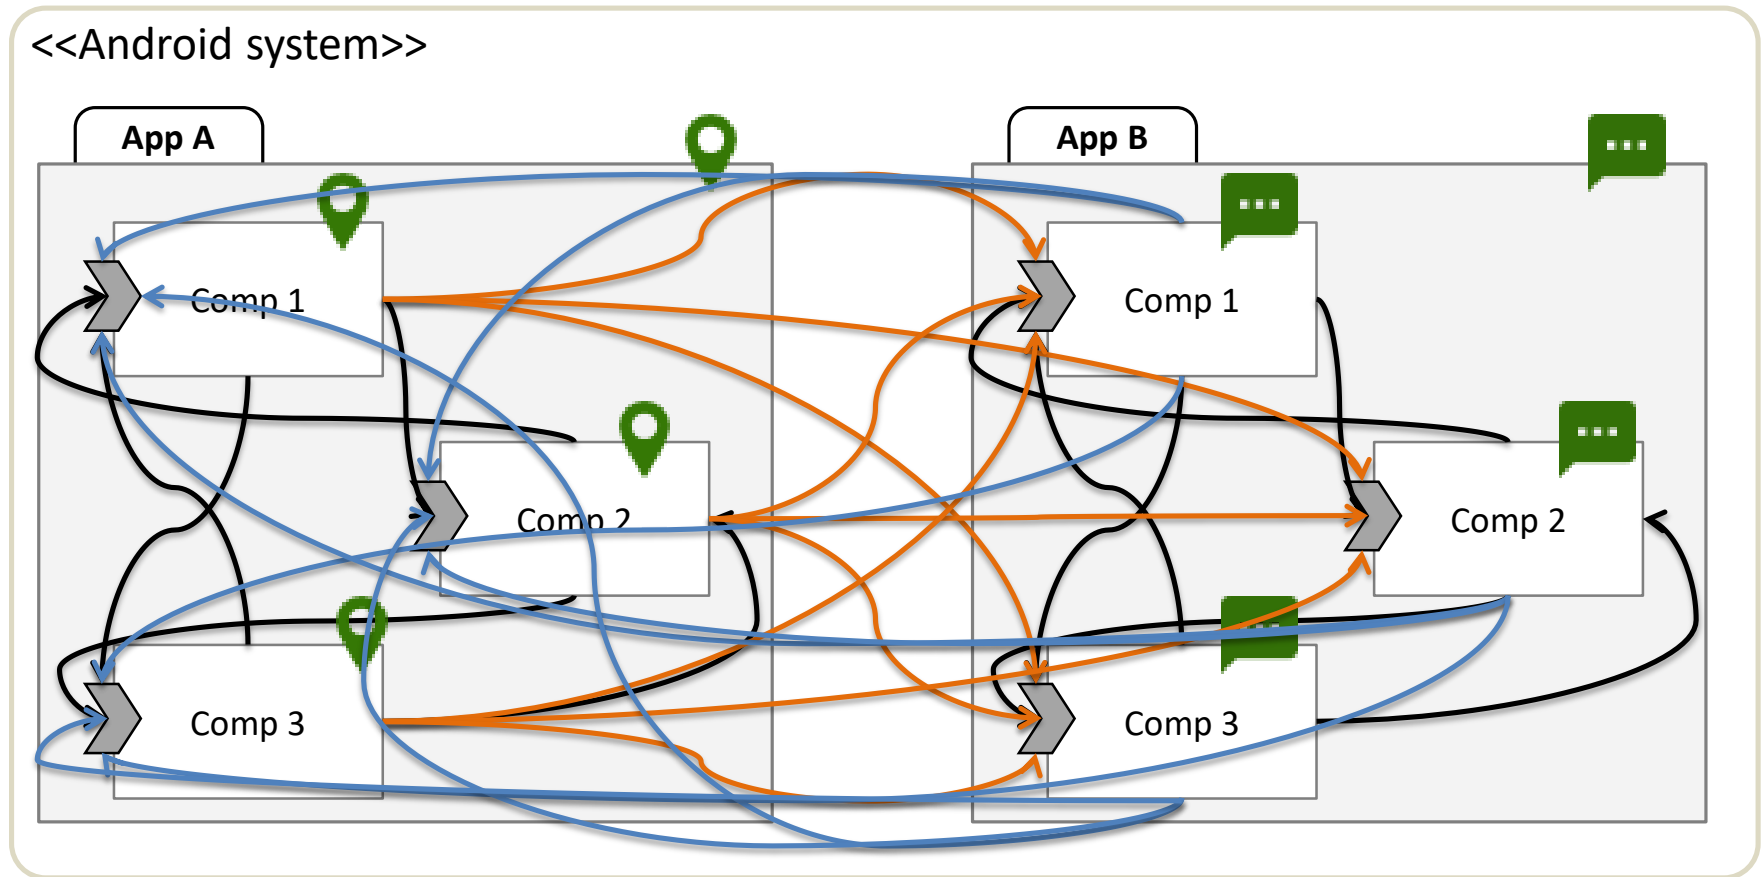 <<Android system>>
App A
App B
Comp 1
Comp 1
Comp 2
Comp 2
Comp 3
Comp 3